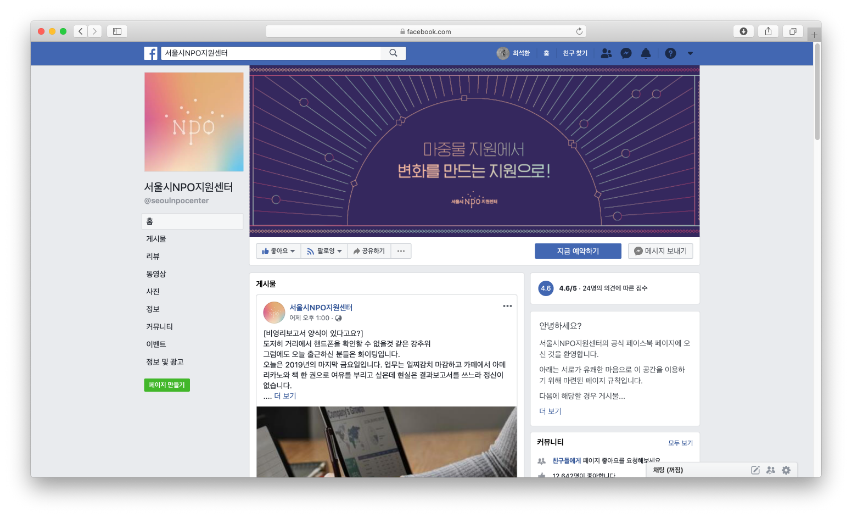 facebook.com
서울시NPO지원센터
최석환
홈
친구 찾기
npo
마중물 지원에서
변화를 만드는 지원으로!
서울시 npo 지원센터
서울시NPO지원센터
@seoulnpocenter
홈
게시물
리뷰
동영상
사진
정보
커뮤니티
이벤트
정보 및 광고
페이지 만들기
좋아요
팔로잉
공유하기
지금 예약하기
메시지 보내기
게시물
서울시NPO지원센터
어제 오후 1:00
[비영리보고서 양식이 있다고요?]
도저히 거리에서 핸드폰을 확인할 수 없을것 같은 강추위
그럼에도 오늘 출근하신 분들은 화이팅입니다.
오늘은 2019년의 마지막 금요일입니다. 업무는 일찌감치 마감하고 카페에서 아메
리카노와 책 한 권으로 여유를 부리고 싶은데 현실은 결과보고서를 쓰느라 정신이
없습니다.
.... 더 보기
4.6
4.6/5 · 24명의 의견에 따른 점수
안녕하세요?
서울시NPO지원센터의 공식 페이스북 페이지에 오
신 것을 환영합니다.
아래는 서로가 유쾌한 마음으로 이 공간을 이용하
기 위해 마련된 페이지 규칙입니다.
다음에 해당할 경우 게시물...
더 보기
커뮤니티
모두 보기
친구들에게 페이지 좋아요를 요청해보세요
12,642명이 좋아합니다
채팅 (꺼짐)